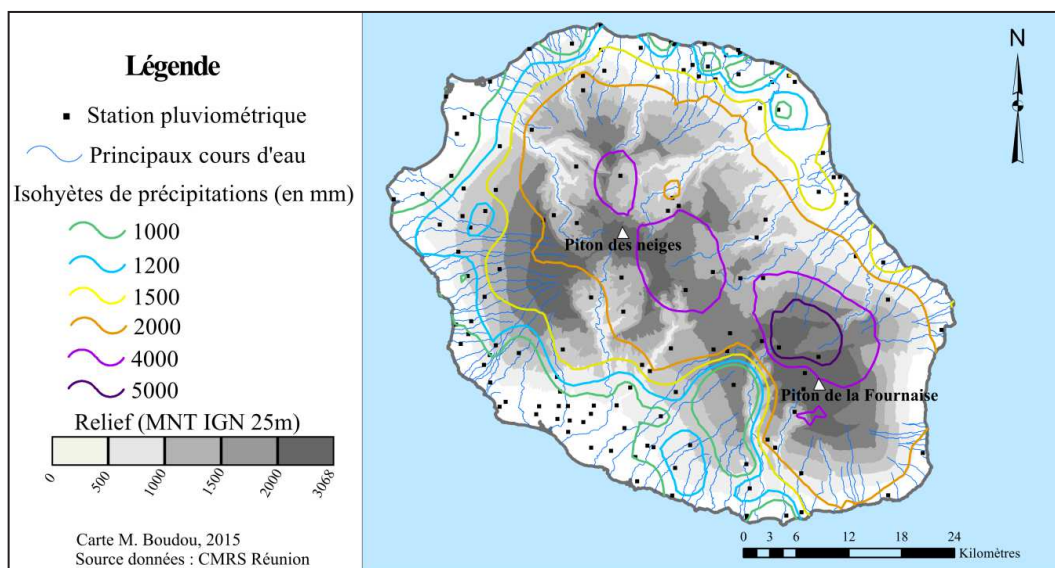 Légende
Station pluviométrique
Principaux cours d'eau
Isohyètes de précipitations (en mm)
1000
1200
1500
2000
4000
5000
Relief (MNT IGN 25m)
0
500
1000
1500
2000
3068
Carte M. Boudou, 2015
Source données : CMRS Réunion
N
Piton des neiges
Piton de la Fournaise
0 3 6 12 18 24
Kilomètres